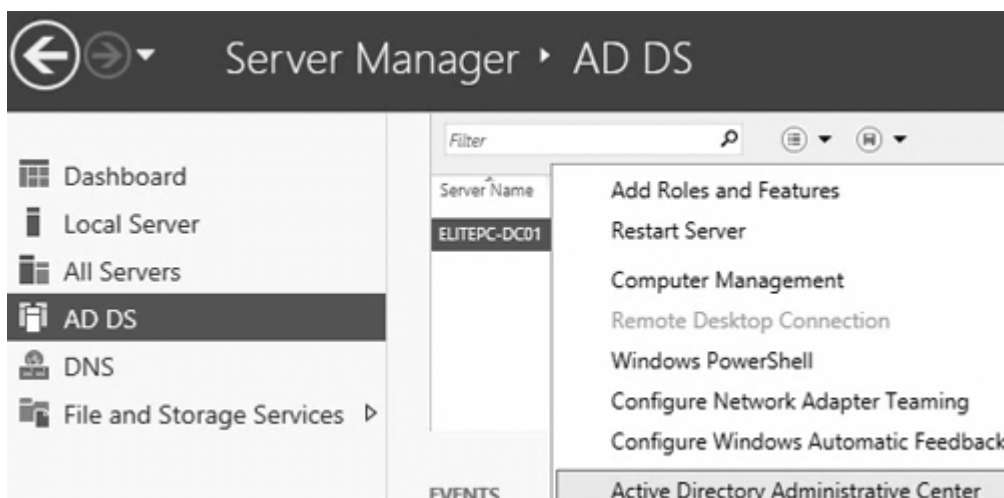 Server Manager ‣ AD DS
Dashboard
Local Server
All Servers
AD DS
DNS
File and Storage Services
Filter
Server Name
ELITEPC-DC01
EVENTS
Add Roles and Features
Restart Server
Computer Management
Remote Desktop Connection
Windows PowerShell
Configure Network Adapter Teaming
Configure Windows Automatic Feedback
Active Directory Administrative Center